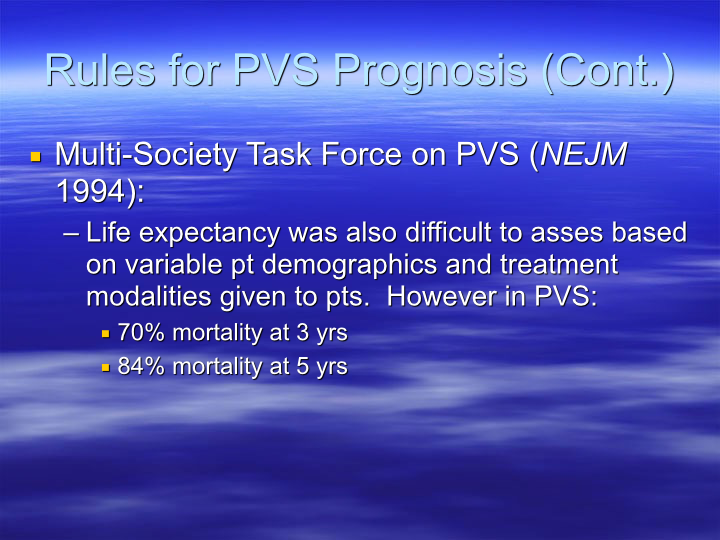 Rules for PVS Prognosis (Cont.)
Multi-Society Task Force on PVS (NEJM
1994):
– Life expectancy was also difficult to asses based
on variable pt demographics and treatment
modalities given to pts. However in PVS:
70% mortality at 3 yrs
84% mortality at 5 yrs